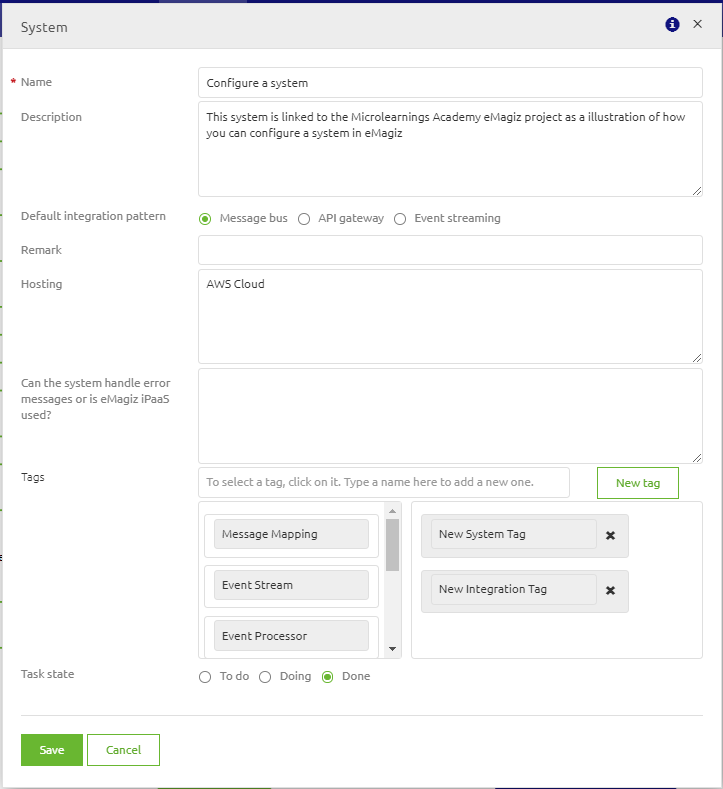 System
* Name
Configure a system
Description
This system is linked to the Microlearnings Academy eMagiz project as a illustration of how
you can configure a system in eMagiz
Default integration pattern
Message bus
API gateway
Event streaming
Remark
Hosting
AWS Cloud
Can the system handle error
messages or is eMagiz iPaaS
used?
Tags
To select a tag, click on it. Type a name here to add a new one.
New tag
Message Mapping
Event Stream
Event Processor
New System Tag
New Integration Tag
Task state
To do
Doing
Done
Save
Cancel